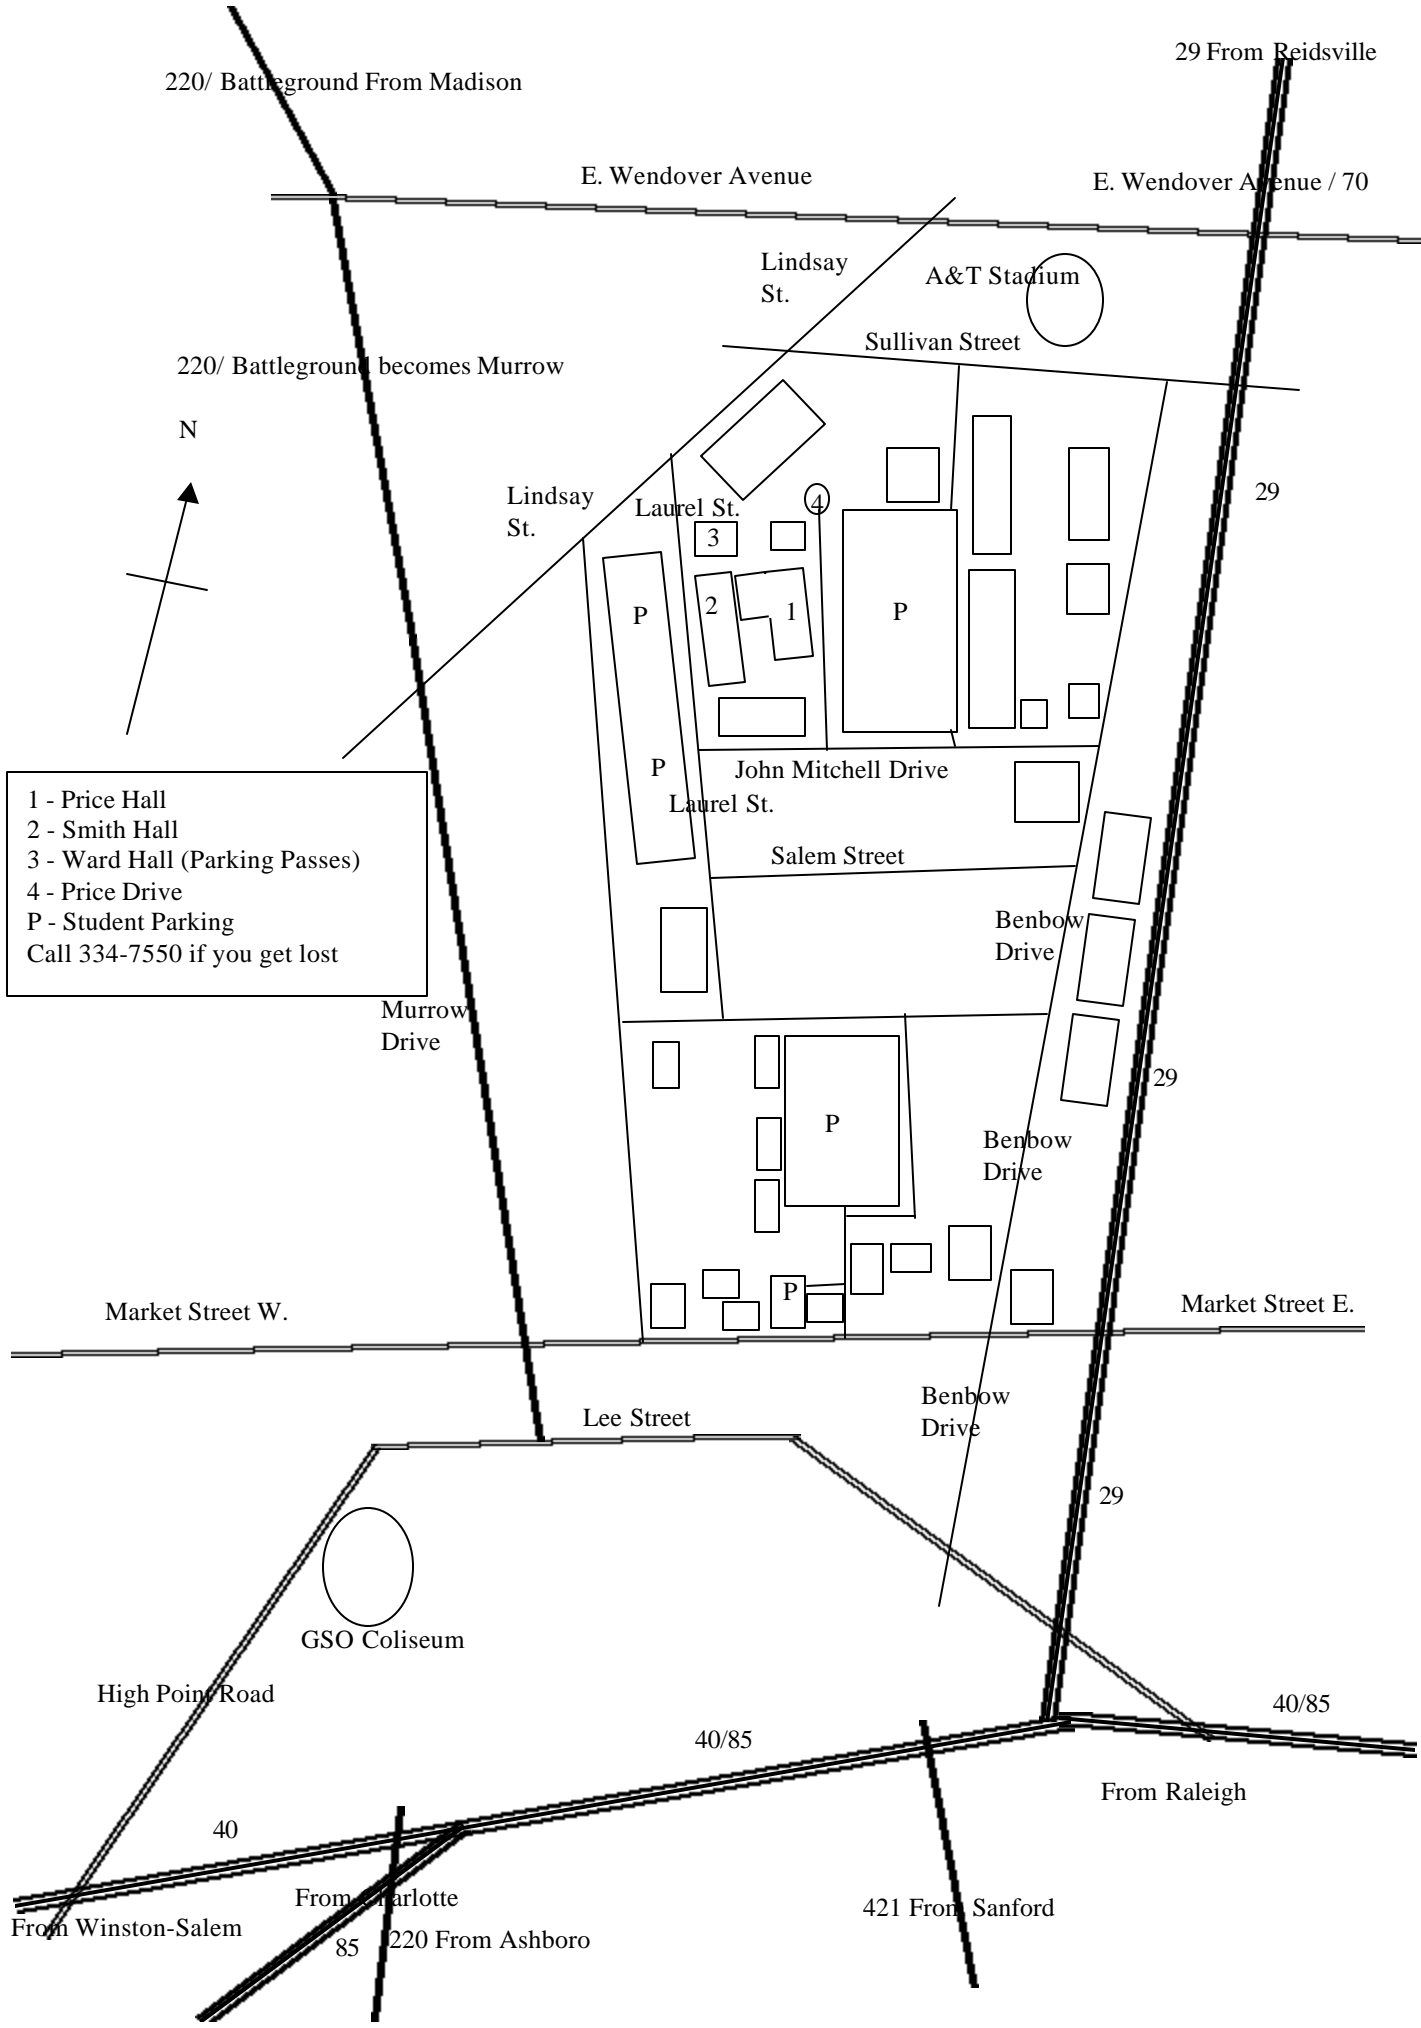 29 From Reidsville
220/ Battleground From Madison
E. Wendover Avenue
E. Wendover Avenue / 70
Lindsay
St.
A&T Stadium
Sullivan Street
220/ Battleground becomes Murrow
N
29
Lindsay
St.
Laurel St.
4
3
2
1
P
P
P
John Mitchell Drive
Laurel St.
1 - Price Hall
2 - Smith Hall
3 - Ward Hall (Parking Passes)
4 - Price Drive
P - Student Parking
Call 334-7550 if you get lost
Salem Street
Benbow
Drive
Murrow
Drive
29
P
Benbow
Drive
P
Market Street W.
Market Street E.
Benbow
Drive
Lee Street
29
GSO Coliseum
High Point Road
40/85
40/85
From Raleigh
40
From Charlotte
421 From Sanford
From Winston-Salem
220 From Ashboro
85